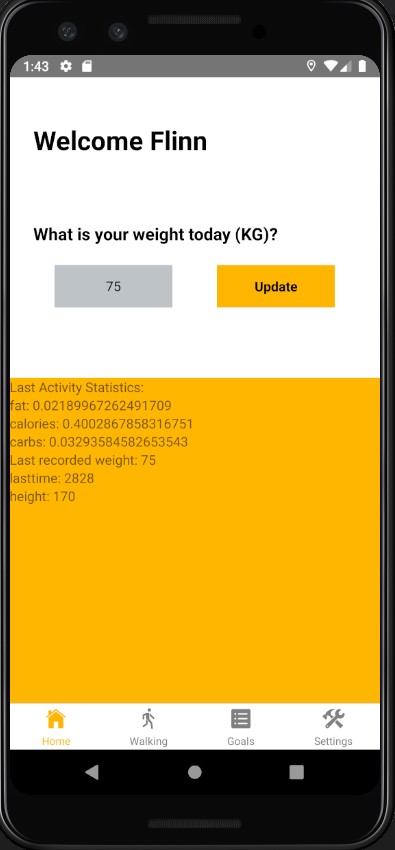 1:43
Welcome Flinn
What is your weight today (KG)?
75
Update
Last Activity Statistics:
fat: 0.02189967262491709
calories: 0.4002867858316751
carbs: 0.03293584582653543
Last recorded weight: 75
lasttime: 2828
height: 170
Home
Walking
Goals
Settings